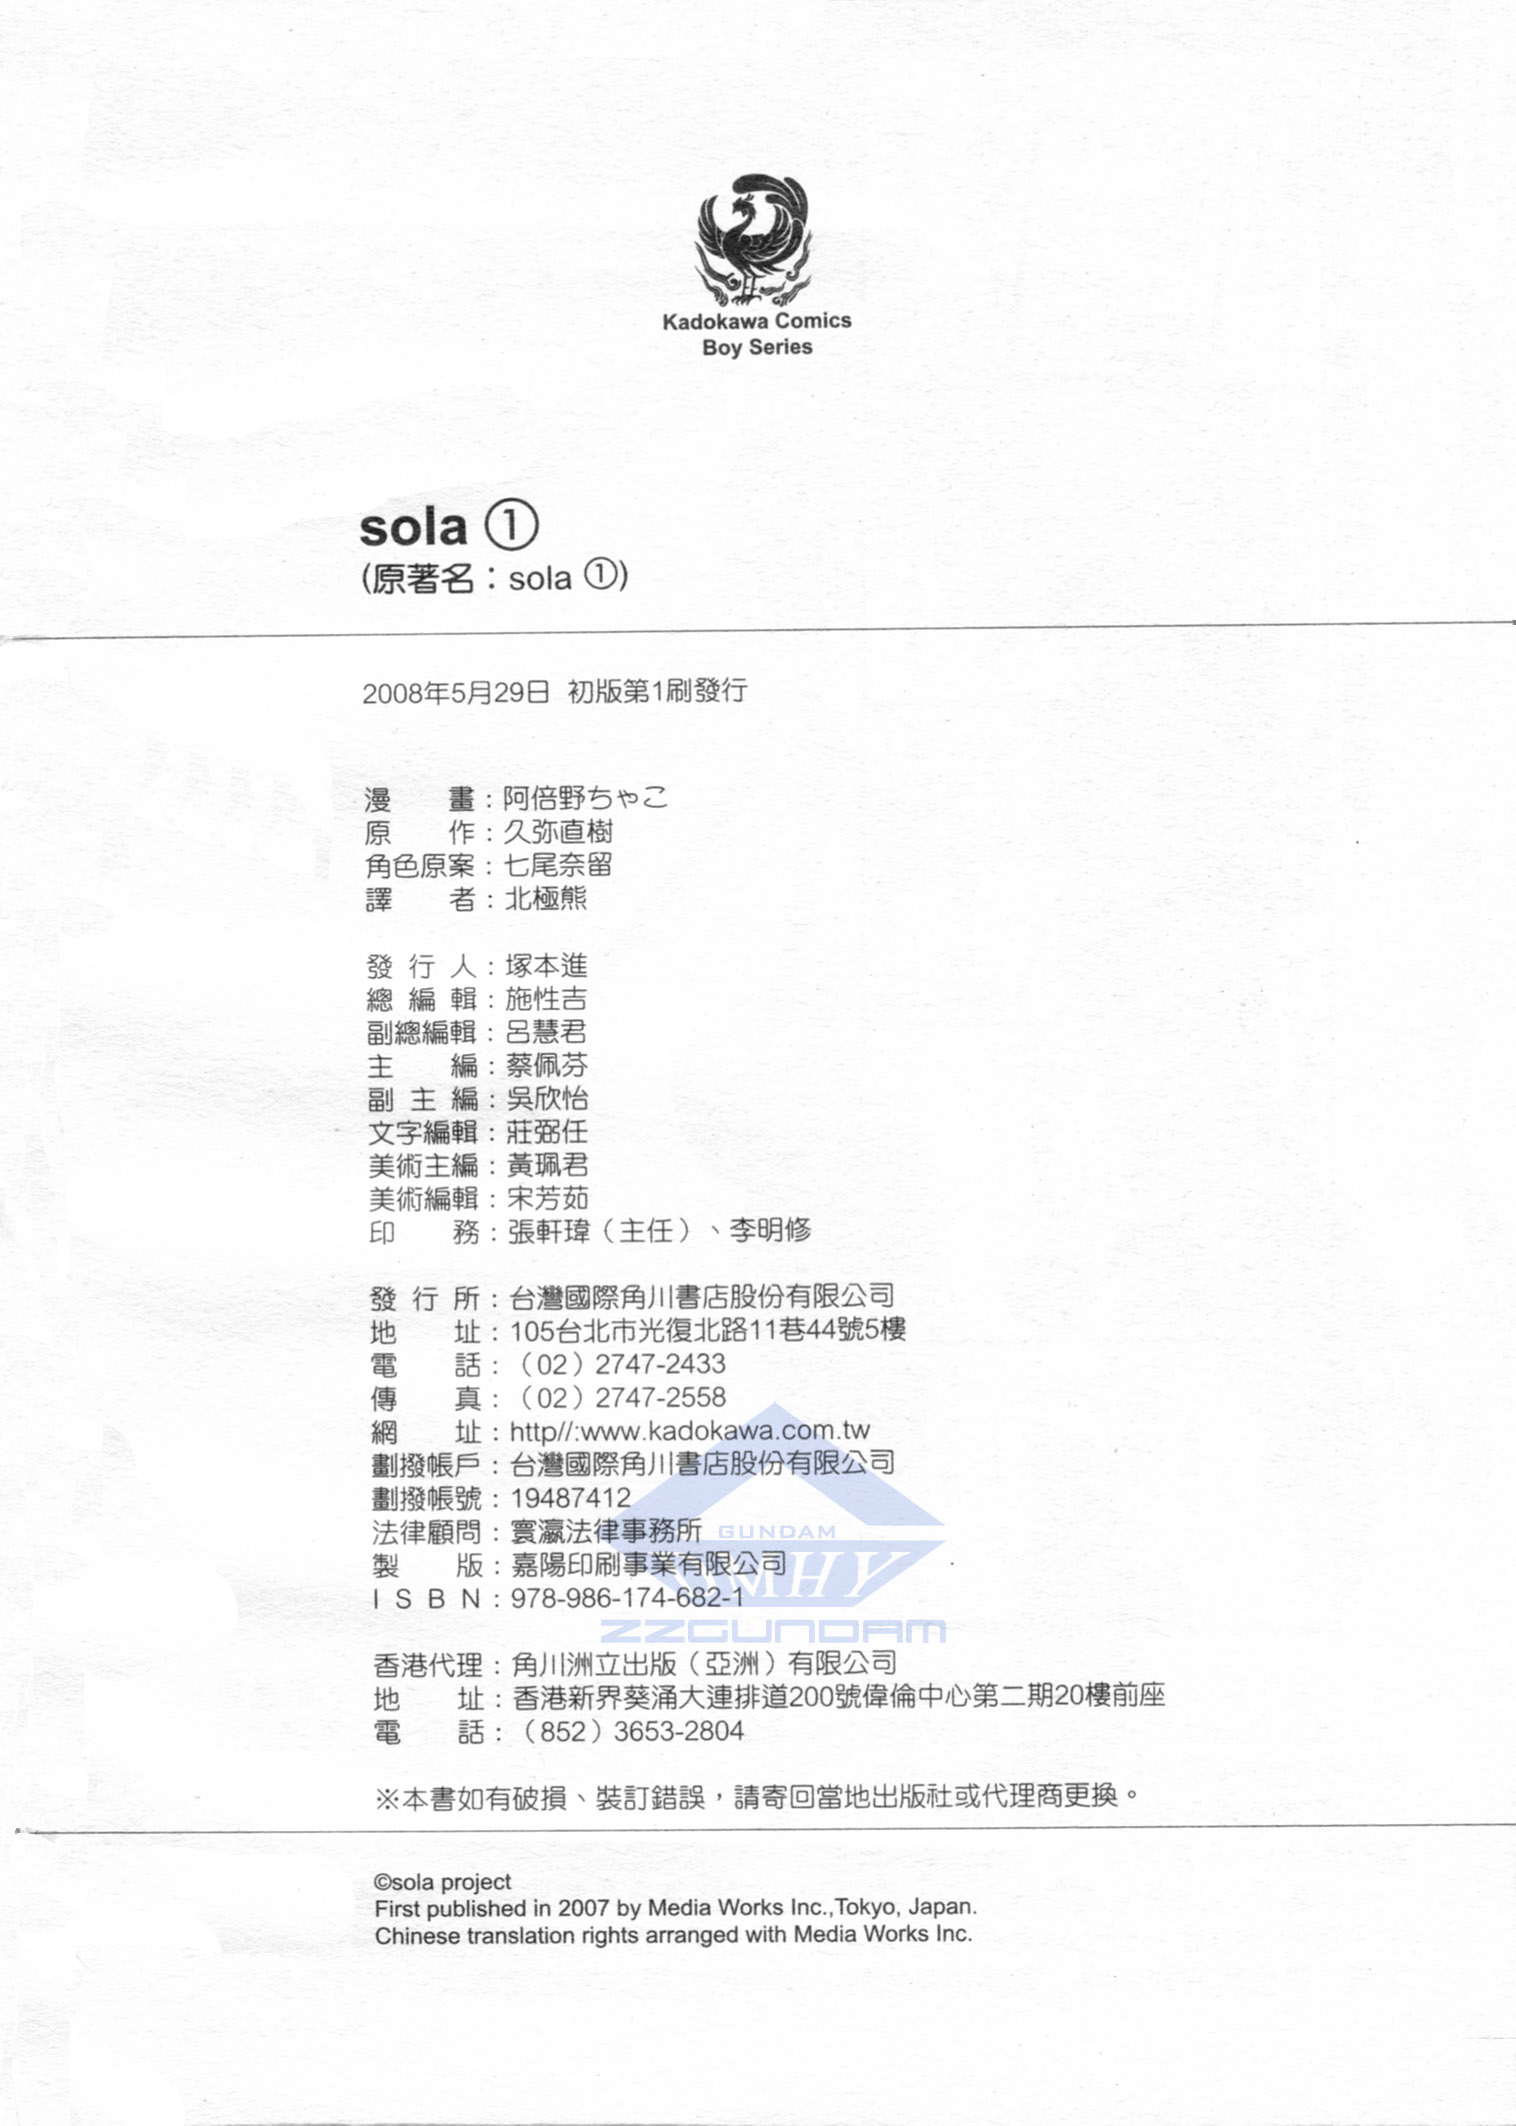 Kadokawa Comics
Boy Series
sola ①
(原著名：sola ①)
2008年5月29日 初版第1刷發行
漫　　畫：阿倍野ちゃこ
原　　作：久弥直樹
角色原案：七尾奈留
譯　　者：北極熊
發 行 人：塚本進
總 編 輯：施性吉
副總編輯：呂慧君
主　　編：蔡佩芬
副 主 編：吳欣怡
文字編輯：莊弼任
美術主編：黃珮君
美術編輯：宋芳茹
印　　務：張軒瑋（主任）、李明修
發 行 所：台灣國際角川書店股份有限公司
地　　址：105台北市光復北路11巷44號5樓
電　　話：（02）2747-2433
傳　　真：（02）2747-2558
網　　址：http//:www.kadokawa.com.tw
劃撥帳戶：台灣國際角川書店股份有限公司
劃撥帳號：19487412
法律顧問：寰瀛法律事務所
製　　版：嘉陽印刷事業有限公司
I S B N：978-986-174-682-1
GUNDAM
DMHY
ZZGUNDAM
香港代理：角川洲立出版（亞洲）有限公司
地　　址：香港新界葵涌大連排道200號偉倫中心第二期20樓前座
電　　話：（852）3653-2804
※本書如有破損、裝訂錯誤，請寄回當地出版社或代理商更換。
©sola project
First published in 2007 by Media Works Inc.,Tokyo, Japan.
Chinese translation rights arranged with Media Works Inc.